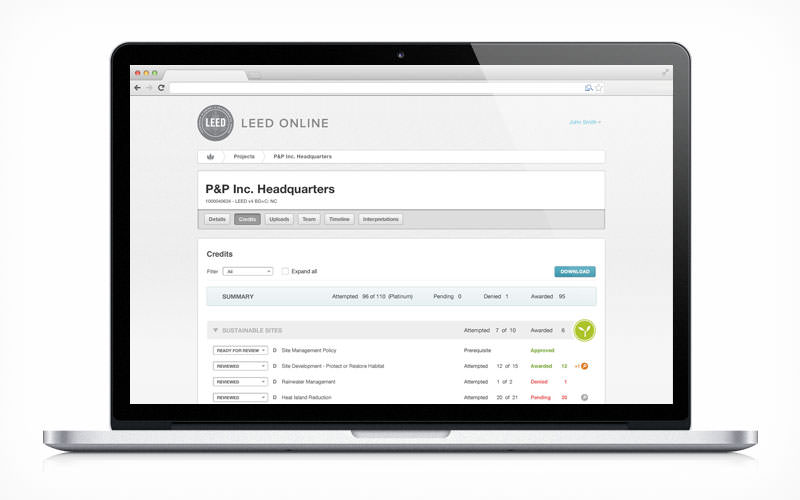 LEED
LEED ONLINE
John Smith
Projects
P&P Inc. Headquarters
P&P Inc. Headquarters
1000040624 - LEED v4 BD+C: NC
Details Credits Uploads Team Timeline Interpretations
Credits
Filter All Expand all DOWNLOAD
SUMMARY Attempted 96 of 110 (Platinum) Pending 0 Denied 1 Awarded 95
SUSTAINABLE SITES Attempted 7 of 10 Awarded 6
READY FOR REVIEW D Site Management Policy Prerequisite Approved
REVIEWED D Site Development - Protect or Restore Habitat Attempted 12 of 15 Awarded 12 +1
REVIEWED D Rainwater Management Attempted 1 of 2 Denied 1
REVIEWED D Heat Island Reduction Attempted 20 of 21 Pending 20